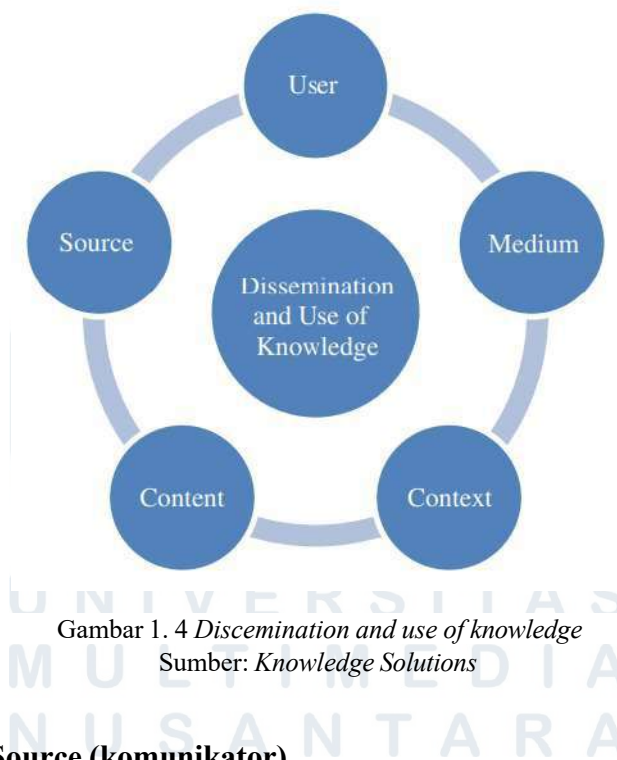 User
Source
Medium
Dissemination
and Use of
Knowledge
Content
Context
UNIVERSITAS
Gambar 1. 4 Discemination and use of knowledge
MULTIMEDIA
Sumber: Knowledge Solutions
NUSANTARA
Source (komunikator)